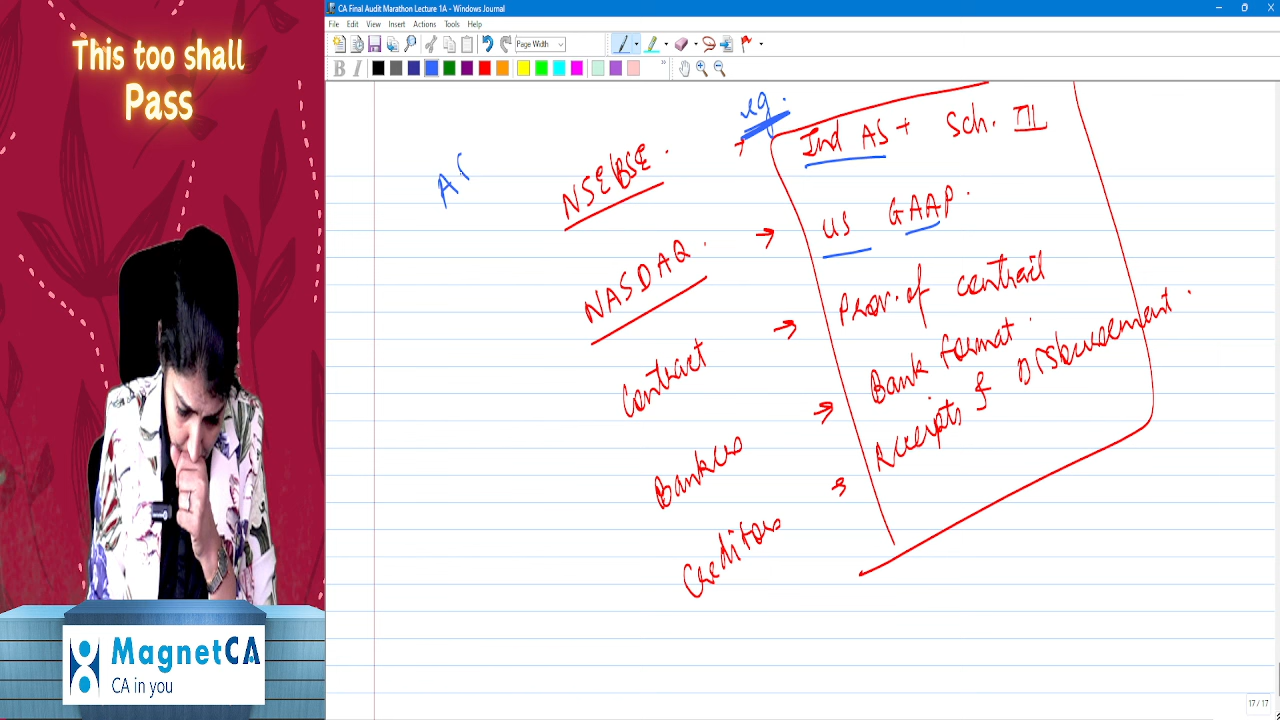 This too shall
Pass
CA Final Audit Marathon Lecture 1A - Windows Journal
File Edit View Insert Actions Tools Help
Page Width
B I
eg.
NSE/BSE. → Ind AS + Sch. III
NASDAQ. → US GAAP.
Contract → Prov. of contract
Bankers → Bank format.
Creditors → Receipts & Disbursement.
MagnetCA
CA in you
17 / 17